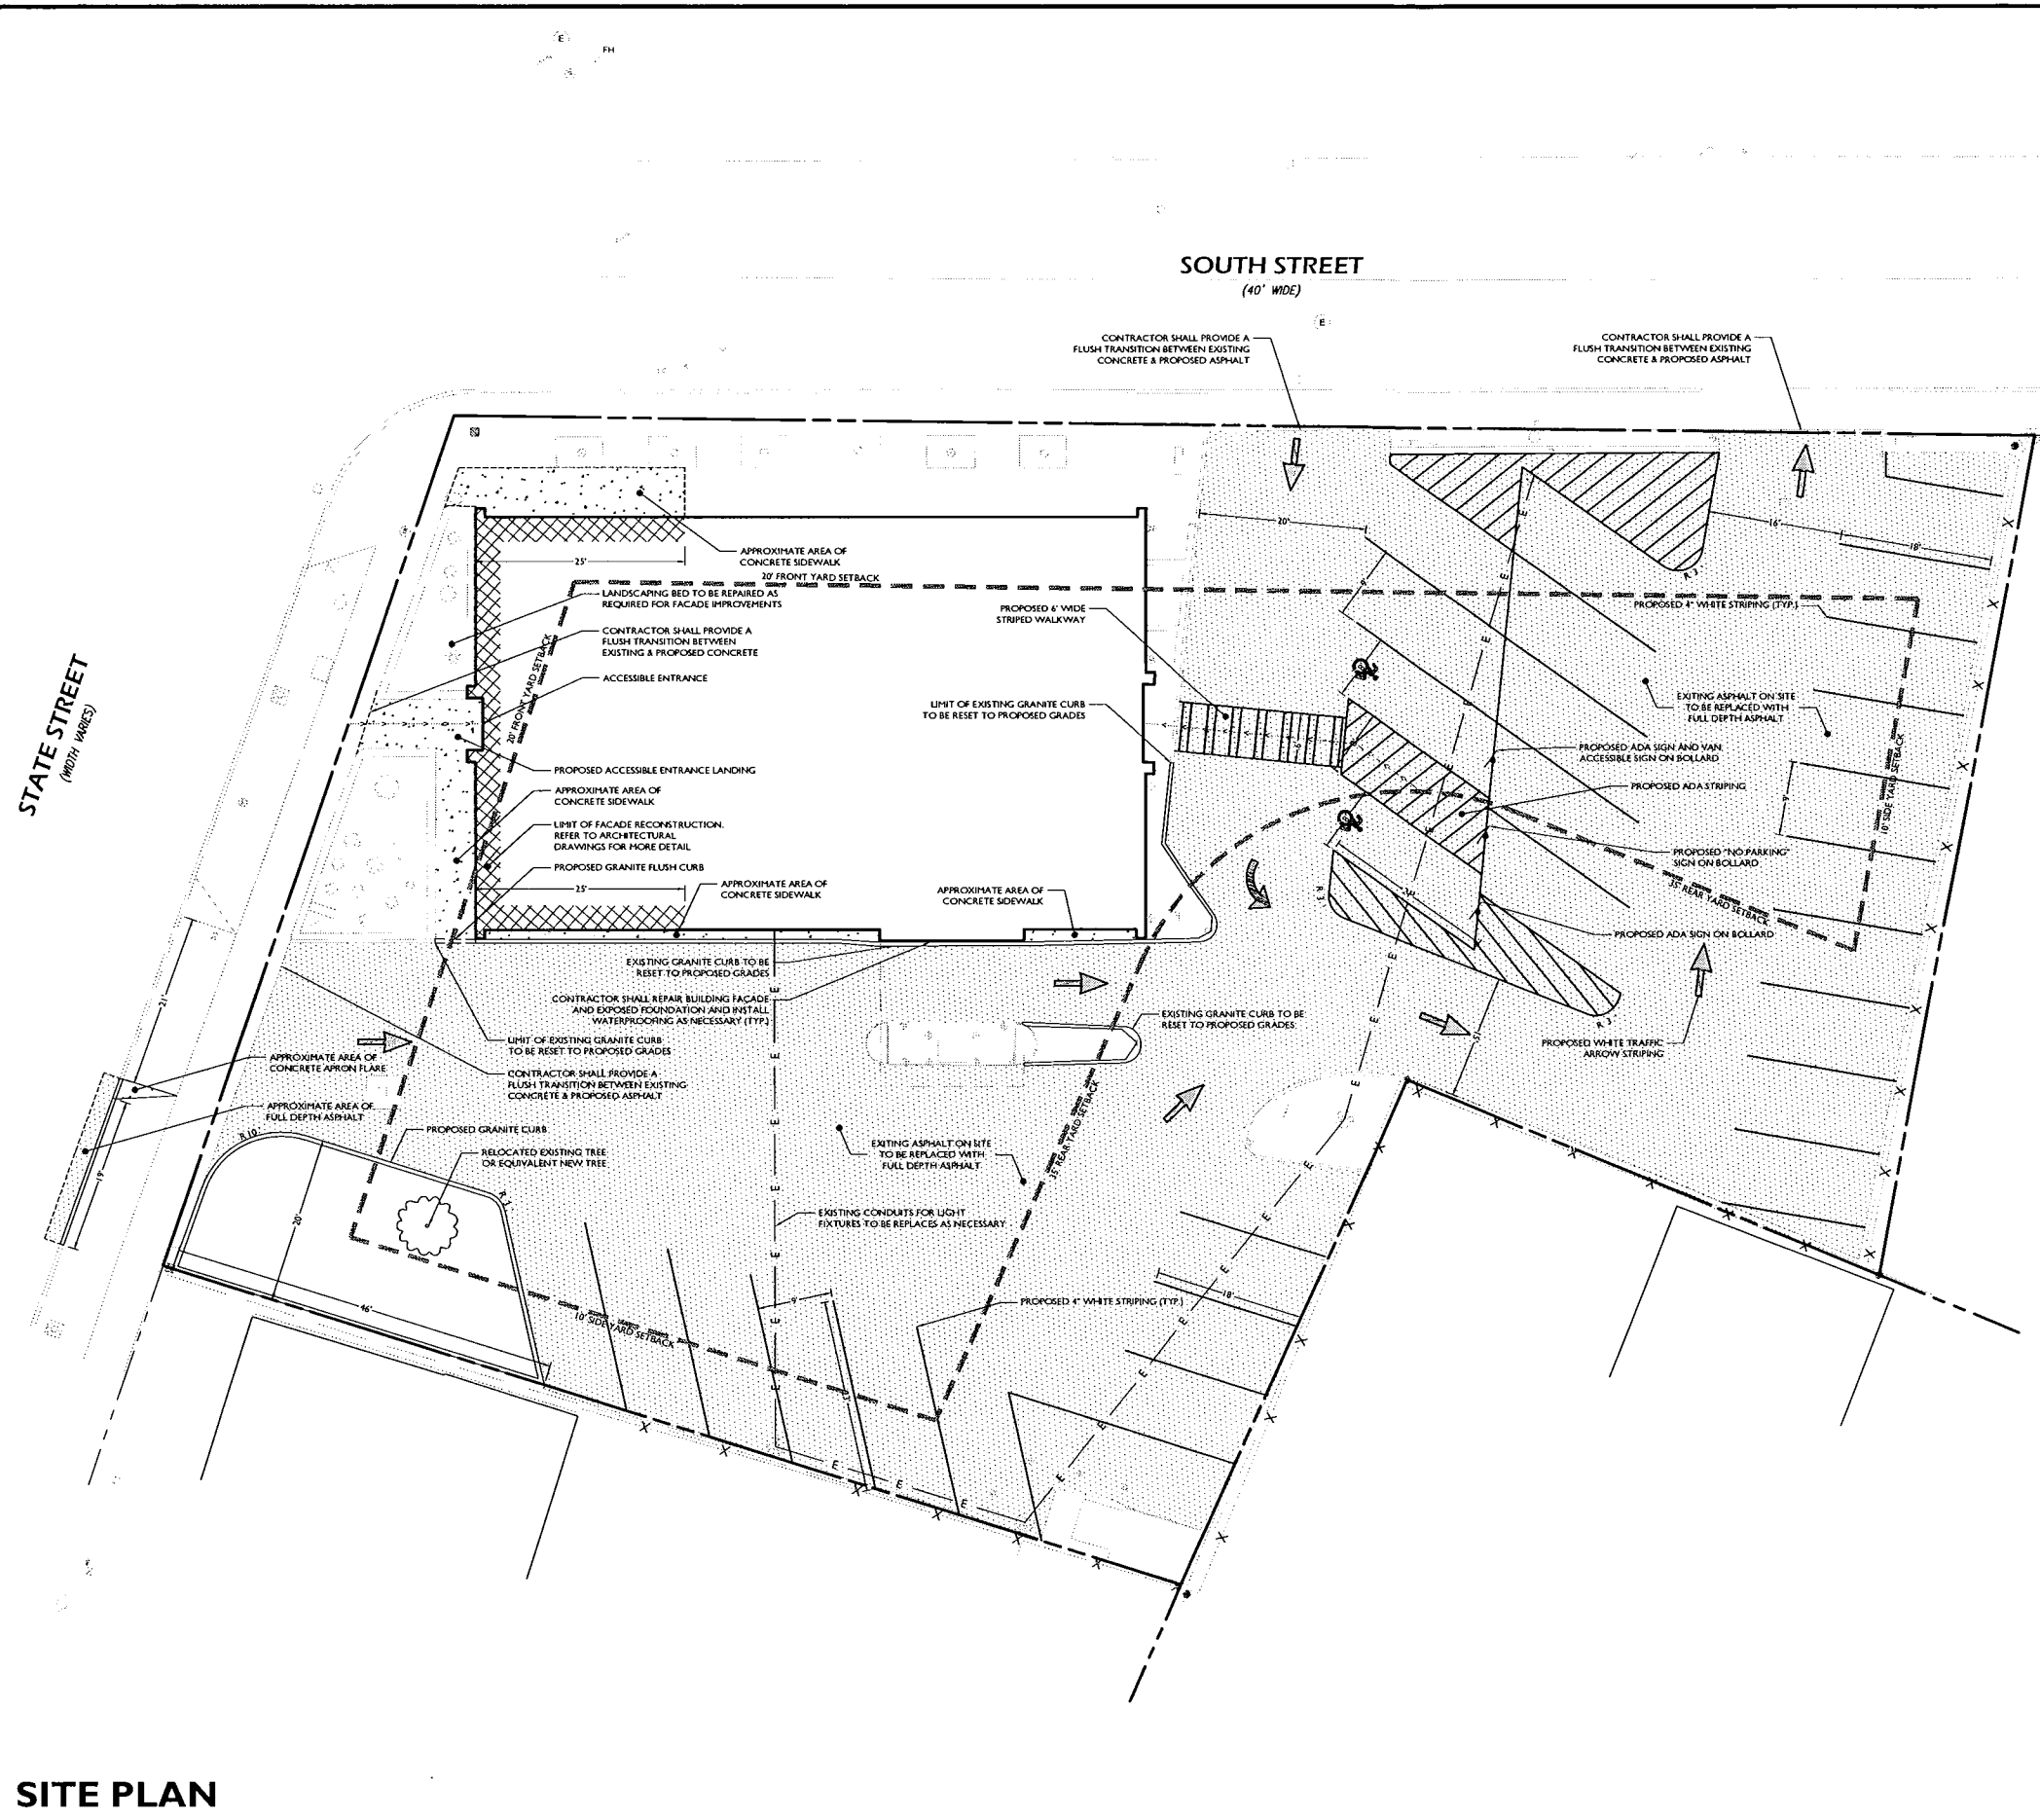 E
FH
SOUTH STREET
(40' WIDE)
E
CONTRACTOR SHALL PROVIDE A
FLUSH TRANSITION BETWEEN EXISTING
CONCRETE & PROPOSED ASPHALT
CONTRACTOR SHALL PROVIDE A
FLUSH TRANSITION BETWEEN EXISTING
CONCRETE & PROPOSED ASPHALT
20'
16'
18'
R 3'
9'
E
E
E
E
E
APPROXIMATE AREA OF
CONCRETE SIDEWALK
25'
20' FRONT YARD SETBACK
LANDSCAPING BED TO BE REPAIRED AS
REQUIRED FOR FACADE IMPROVEMENTS
CONTRACTOR SHALL PROVIDE A
FLUSH TRANSITION BETWEEN
EXISTING & PROPOSED CONCRETE
ACCESSIBLE ENTRANCE
20' FRONT YARD SETBACK
PROPOSED 6' WIDE
STRIPED WALKWAY
LIMIT OF EXISTING GRANITE CURB
TO BE RESET TO PROPOSED GRADES
PROPOSED 4" WHITE STRIPING (TYP.)
EXITING ASPHALT ON SITE
TO BE REPLACED WITH
FULL DEPTH ASPHALT
PROPOSED ADA SIGN AND VAN
ACCESSIBLE SIGN ON BOLLARD
PROPOSED ADA STRIPING
10' SIDE YARD SETBACK
9'
PROPOSED "NO PARKING"
SIGN ON BOLLARD
35' REAR YARD SETBACK
PROPOSED ADA SIGN ON BOLLARD
STATE STREET
(WIDTH VARIES)
PROPOSED ACCESSIBLE ENTRANCE LANDING
APPROXIMATE AREA OF
CONCRETE SIDEWALK
LIMIT OF FACADE RECONSTRUCTION.
REFER TO ARCHITECTURAL
DRAWINGS FOR MORE DETAIL
PROPOSED GRANITE FLUSH CURB
25'
APPROXIMATE AREA OF
CONCRETE SIDEWALK
APPROXIMATE AREA OF
CONCRETE SIDEWALK
R 3'
EXISTING GRANITE CURB TO BE
RESET TO PROPOSED GRADES
CONTRACTOR SHALL REPAIR BUILDING FAÇADE
AND EXPOSED FOUNDATION AND INSTALL
WATERPROOFING AS NECESSARY (TYP.)
EXISTING GRANITE CURB TO BE
RESET TO PROPOSED GRADES
15'
R 3'
PROPOSED WHITE TRAFFIC
ARROW STRIPING
21'
LIMIT OF EXISTING GRANITE CURB
TO BE RESET TO PROPOSED GRADES
APPROXIMATE AREA OF
CONCRETE APRON FLARE
CONTRACTOR SHALL PROVIDE A
FLUSH TRANSITION BETWEEN EXISTING
CONCRETE & PROPOSED ASPHALT
APPROXIMATE AREA OF
FULL DEPTH ASPHALT
19'
R 10'
PROPOSED GRANITE CURB
RELOCATED EXISTING TREE
OR EQUIVALENT NEW TREE
20'
R 3'
46'
EXITING ASPHALT ON SITE
TO BE REPLACED WITH
FULL DEPTH ASPHALT
35' REAR YARD SETBACK
EXISTING CONDUITS FOR LIGHT
FIXTURES TO BE REPLACES AS NECESSARY
9'
PROPOSED 4" WHITE STRIPING (TYP.)
18'
10' SIDE YARD SETBACK
E
E
E
SITE PLAN